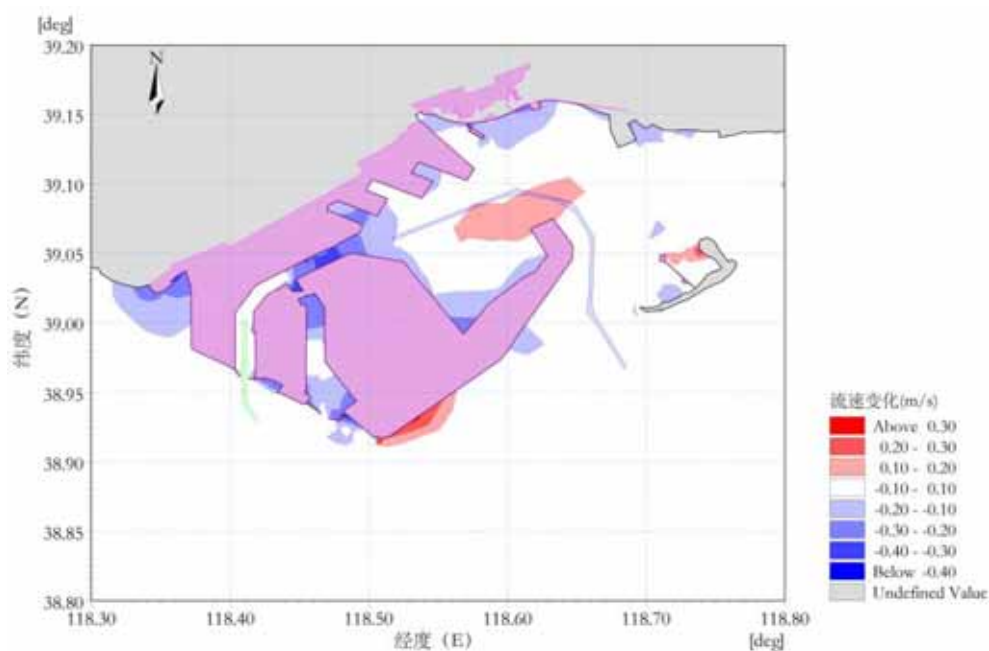 [deg]
39.20
N
39.15
39.10
39.05
39.00
38.95
38.90
38.85
38.80
纬度（N）
118.30 118.40 118.50 118.60 118.70 118.80
经度（E）
[deg]
流速变化(m/s)
Above 0.30
0.20 - 0.30
0.10 - 0.20
-0.10 - 0.10
-0.20 - -0.10
-0.30 - -0.20
-0.40 - -0.30
Below -0.40
Undefined Value